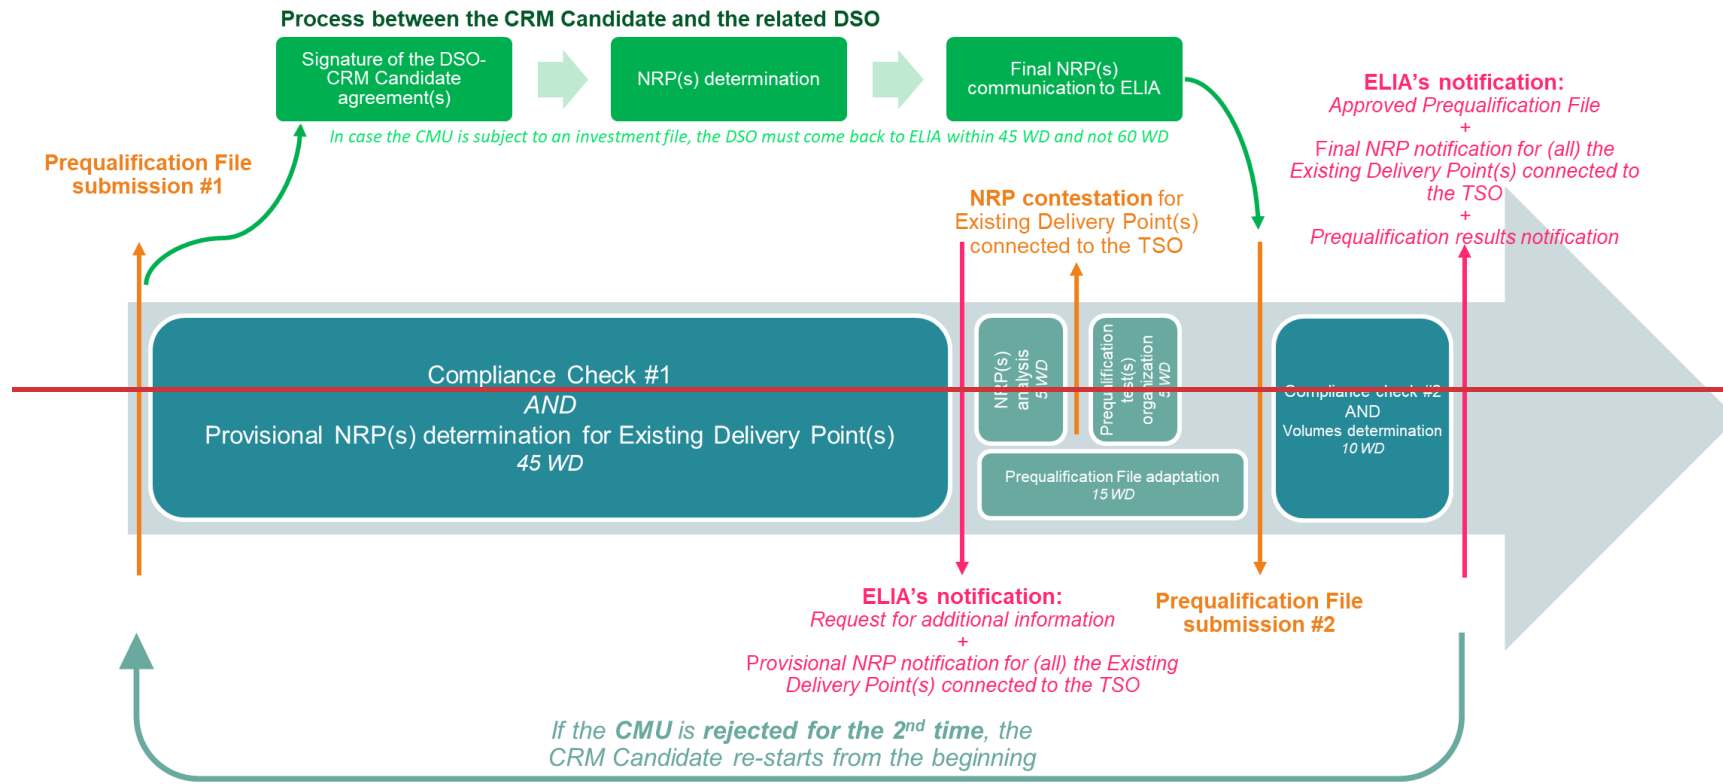 Process between the CRM Candidate and the related DSO
Signature of the DSO-
CRM Candidate
agreement(s)
NRP(s) determination
Final NRP(s)
communication to ELIA
In case the CMU is subject to an investment file, the DSO must come back to ELIA within 45 WD and not 60 WD
Prequalification File
submission #1
ELIA's notification:
Approved Prequalification File
+
Final NRP notification for (all) the
Existing Delivery Point(s) connected to
the TSO
+
Prequalification results notification
NRP contestation for
Existing Delivery Point(s)
connected to the TSO
Compliance Check #1
AND
Provisional NRP(s) determination for Existing Delivery Point(s)
45 WD
NRP(s)
analysis
5 WD
Prequalification
test(s)
organization
5 WD
Prequalification File adaptation
15 WD
Compliance check #2
AND
Volumes determination
10 WD
ELIA's notification:
Request for additional information
+
Provisional NRP notification for (all) the Existing
Delivery Point(s) connected to the TSO
Prequalification File
submission #2
If the CMU is rejected for the 2nd time, the
CRM Candidate re-starts from the beginning